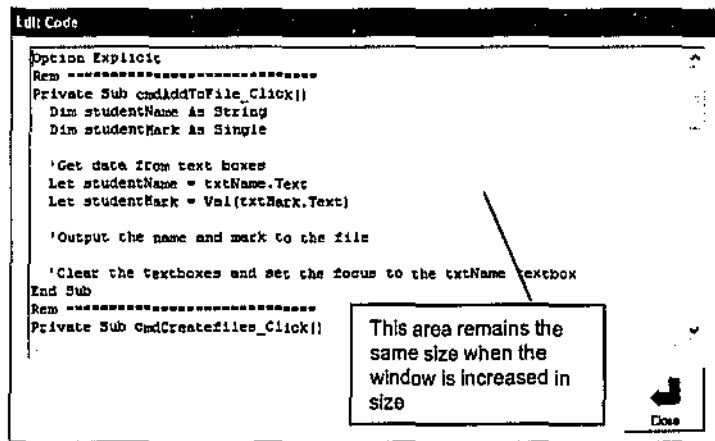 Edit Code
Option Explicit
Rem ==============================
Private Sub cmdAddToFile_Click()
Dim studentName As String
Dim studentMark As Single
'Get data from text boxes
Let studentName = txtName.Text
Let studentMark = Val(txtMark.Text)
'Output the name and mark to the file
'Clear the textboxes and set the focus to the txtName textbox
End Sub
Rem ==============================
Private Sub cmdCreatefiles_Click()
This area remains the
same size when the
window is increased in
size
Close